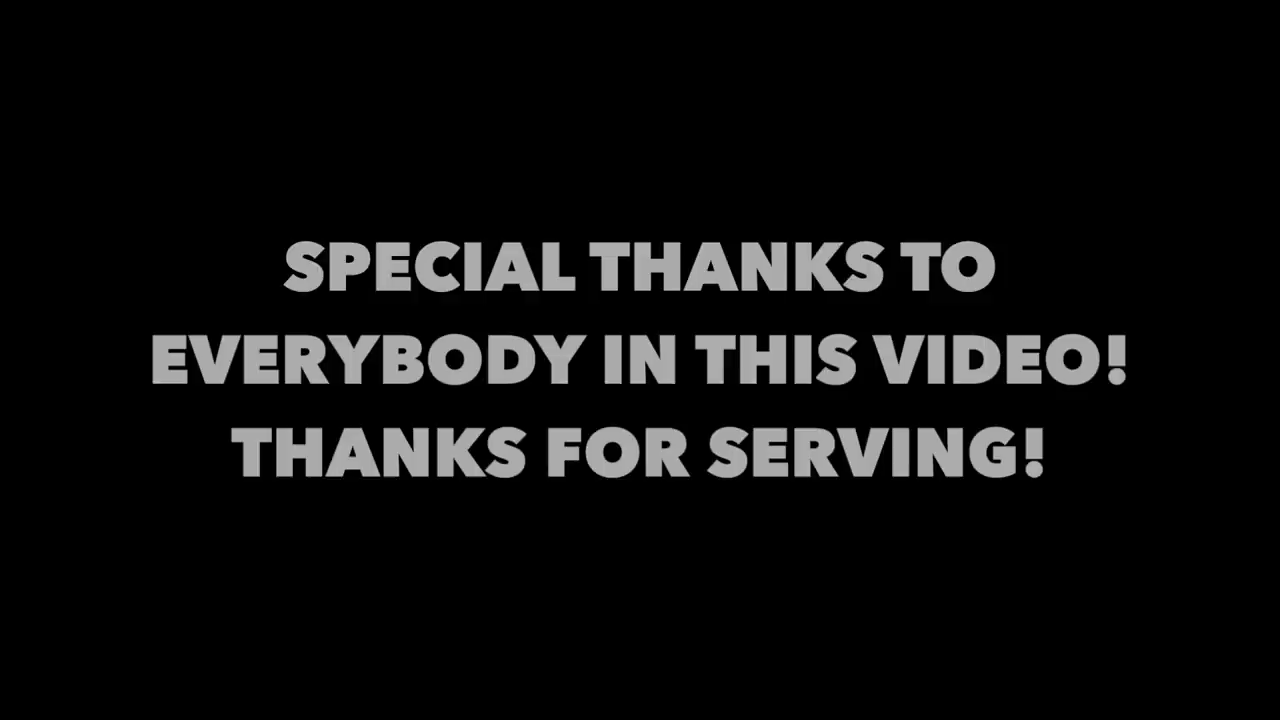 SPECIAL THANKS TO
EVERYBODY IN THIS VIDEO!
THANKS FOR SERVING!